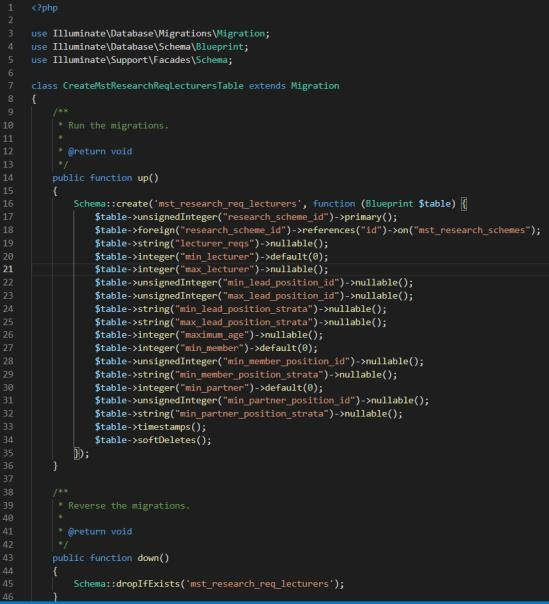 1 <?php
2
3 use Illuminate\Database\Migrations\Migration;
4 use Illuminate\Database\Schema\Blueprint;
5 use Illuminate\Support\Facades\Schema;
6
7 class CreateMstResearchReqLecturersTable extends Migration
8 {
9     /**
10      * Run the migrations.
11      *
12      * @return void
13      */
14     public function up()
15     {
16         Schema::create('mst_research_req_lecturers', function (Blueprint $table) {
17             $table->unsignedInteger("research_scheme_id")->primary();
18             $table->foreign("research_scheme_id")->references("id")->on("mst_research_schemes");
19             $table->string("lecturer_reqs")->nullable();
20             $table->integer("min_lecturer")->default(0);
21             $table->integer("max_lecturer")->nullable();
22             $table->unsignedInteger("min_lead_position_id")->nullable();
23             $table->unsignedInteger("max_lead_position_id")->nullable();
24             $table->string("min_lead_position_strata")->nullable();
25             $table->string("max_lead_position_strata")->nullable();
26             $table->integer("maximum_age")->nullable();
27             $table->integer("min_member")->default(0);
28             $table->unsignedInteger("min_member_position_id")->nullable();
29             $table->string("min_member_position_strata")->nullable();
30             $table->integer("min_partner")->default(0);
31             $table->unsignedInteger("min_partner_position_id")->nullable();
32             $table->string("min_partner_position_strata")->nullable();
33             $table->timestamps();
34             $table->softDeletes();
35         });
36     }
37
38     /**
39      * Reverse the migrations.
40      *
41      * @return void
42      */
43     public function down()
44     {
45         Schema::dropIfExists('mst_research_req_lecturers');
46     }